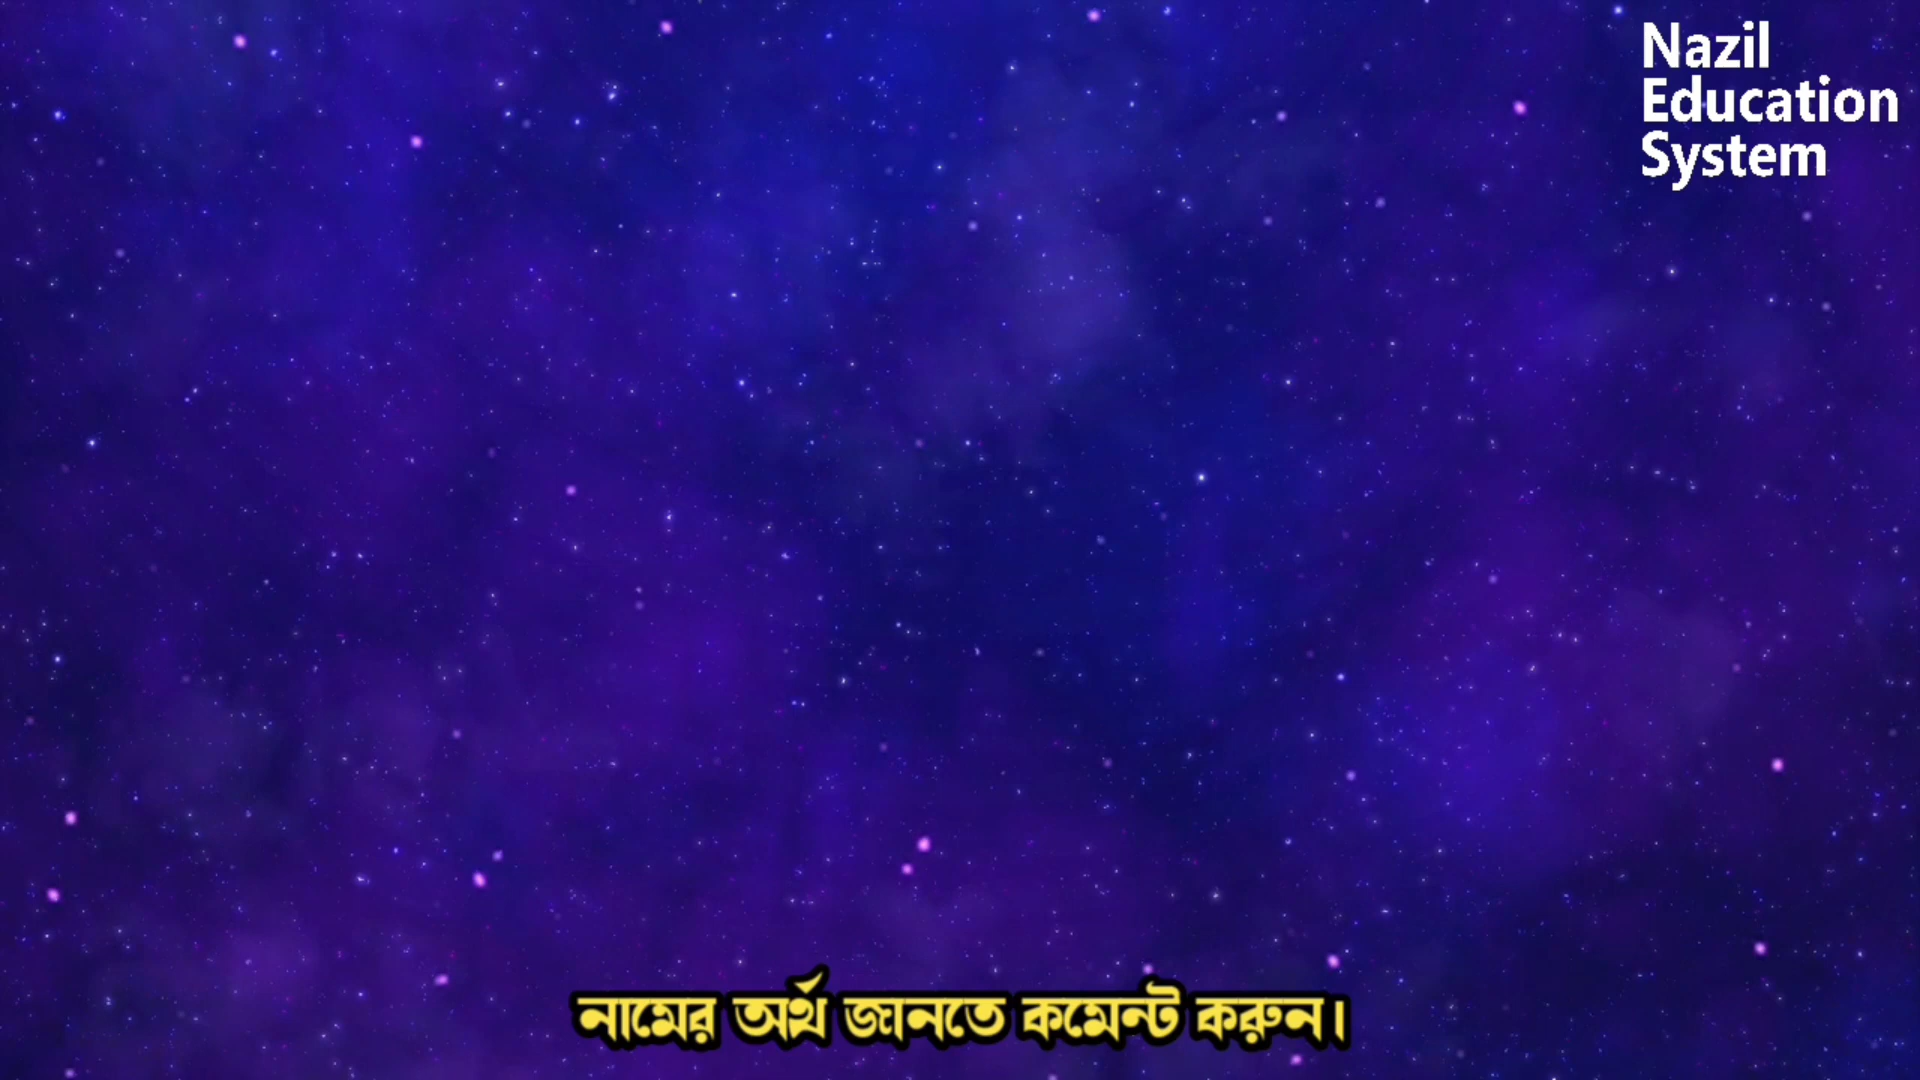 Nazil
Education
System
নামের অর্থ জানতে কমেন্ট করুন।